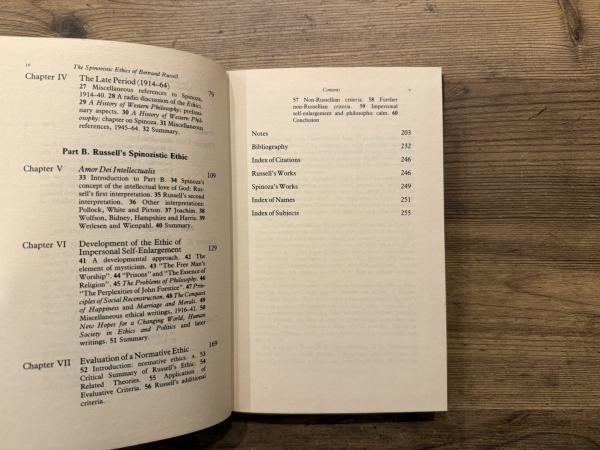 The Spinozistic Ethics of Bertrand Russell
Chapter IV The Late Period (1914–64) 79
27 Miscellaneous references to Spinoza,
1914–40. 28 A radio discussion of the Ethics.
29 A History of Western Philosophy: prelimi-
nary aspects. 30 A History of Western Phil-
osophy: chapter on Spinoza. 31 Miscellaneous
references, 1945–64. 32 Summary.
Part B. Russell's Spinozistic Ethic
Chapter V Amor Dei Intellectualis 109
33 Introduction to Part B. 34 Spinoza's
concept of the intellectual love of God: Rus-
sell's first interpretation. 35 Russell's second
interpretation. 36 Other interpretations:
Pollock, White and Picton. 37 Joachim. 38
Wolfson, Bidney, Hampshire and Harris. 39
Wetlesen and Wienpahl. 40 Summary.
Chapter VI Development of the Ethic of
Impersonal Self-Enlargement 129
41 A developmental approach. 42 The
element of mysticism. 43 "The Free Man's
Worship". 44 "Prisons" and "The Essence of
Religion". 45 The Problems of Philosophy. 46
"The Perplexities of John Forstice". 47 Prin-
ciples of Social Reconstruction. 48 The Conquest
of Happiness and Marriage and Morals. 49
Miscellaneous ethical writings, 1916–41. 50
New Hopes for a Changing World, Human
Society in Ethics and Politics and later
writings. 51 Summary.
Chapter VII Evaluation of a Normative Ethic 169
52 Introduction: normative ethics. 53
Critical Summary of Russell's Ethic. 54
Related Theories. 55 Application of
Evaluative Criteria. 56 Russell's additional
criteria.
Contents v
57 Non-Russellian criteria. 58 Further
non-Russellian criteria. 59 Impersonal
self-enlargement and philosophic calm. 60
Conclusion
Notes 203
Bibliography 232
Index of Citations 246
Russell's Works 246
Spinoza's Works 249
Index of Names 251
Index of Subjects 255